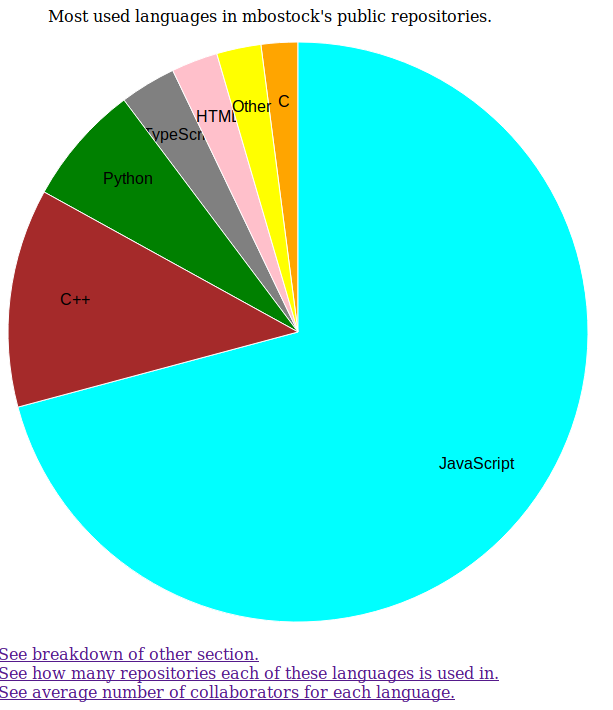 Most used languages in mbostock's public repositories.
C
Other
HTML
TypeScri
Python
C++
JavaScript
See breakdown of other section.
See how many repositories each of these languages is used in.
See average number of collaborators for each language.